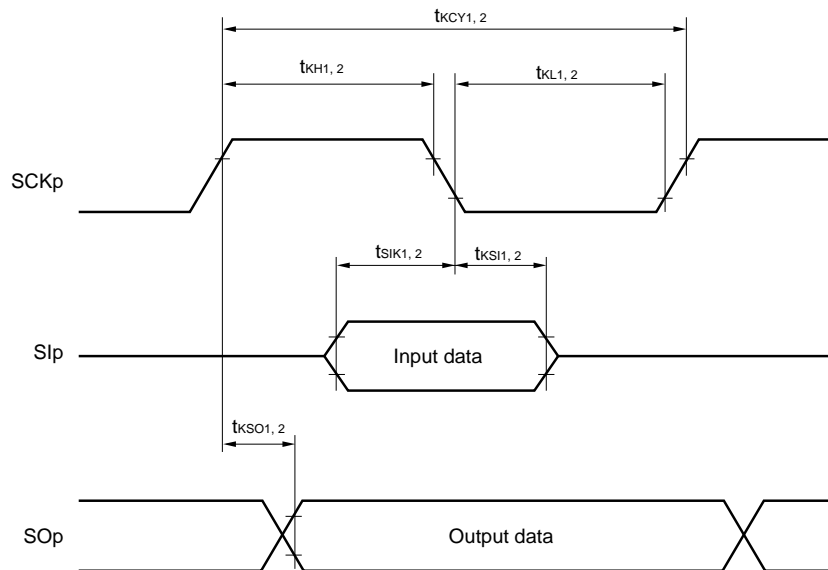 tKCY1, 2
tKH1, 2
tKL1, 2
SCKp
tSIK1, 2
tKSI1, 2
SIp
Input data
tKSO1, 2
SOp
Output data